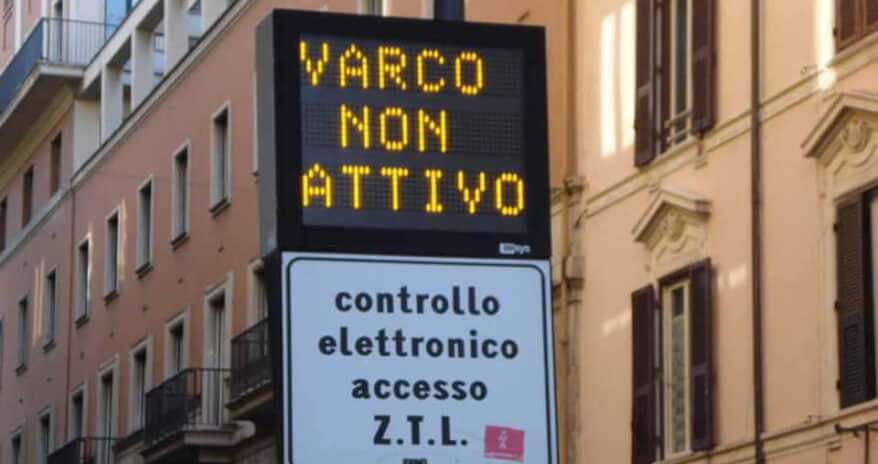 VARCO
NON
ATTIVO
controllo
elettronico
accesso
Z.T.L.